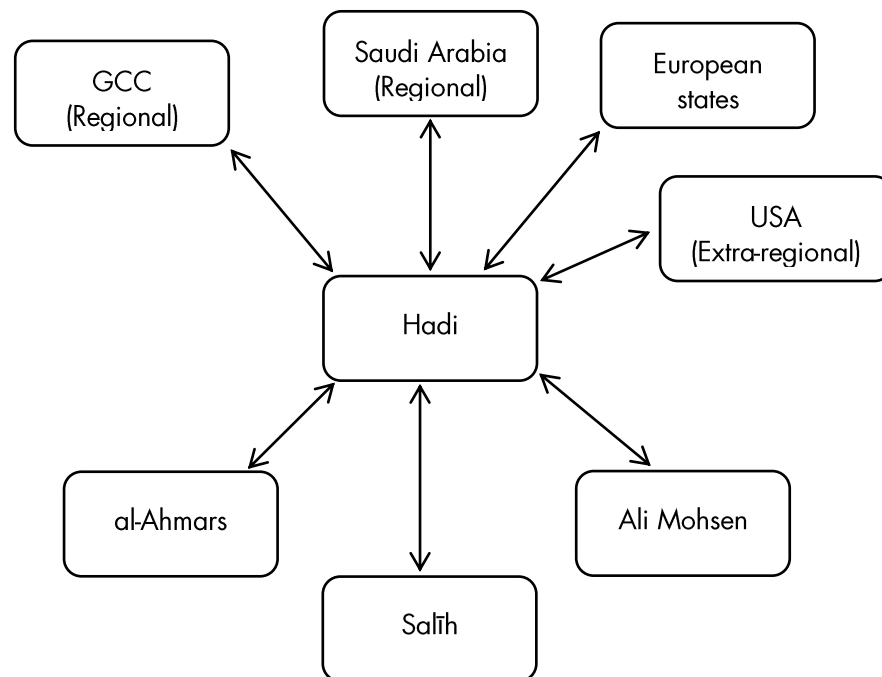 GCC
(Regional)
Saudi Arabia
(Regional)
European
states
USA
(Extra-regional)
Hadi
al-Ahmars
Ali Mohsen
Salīh